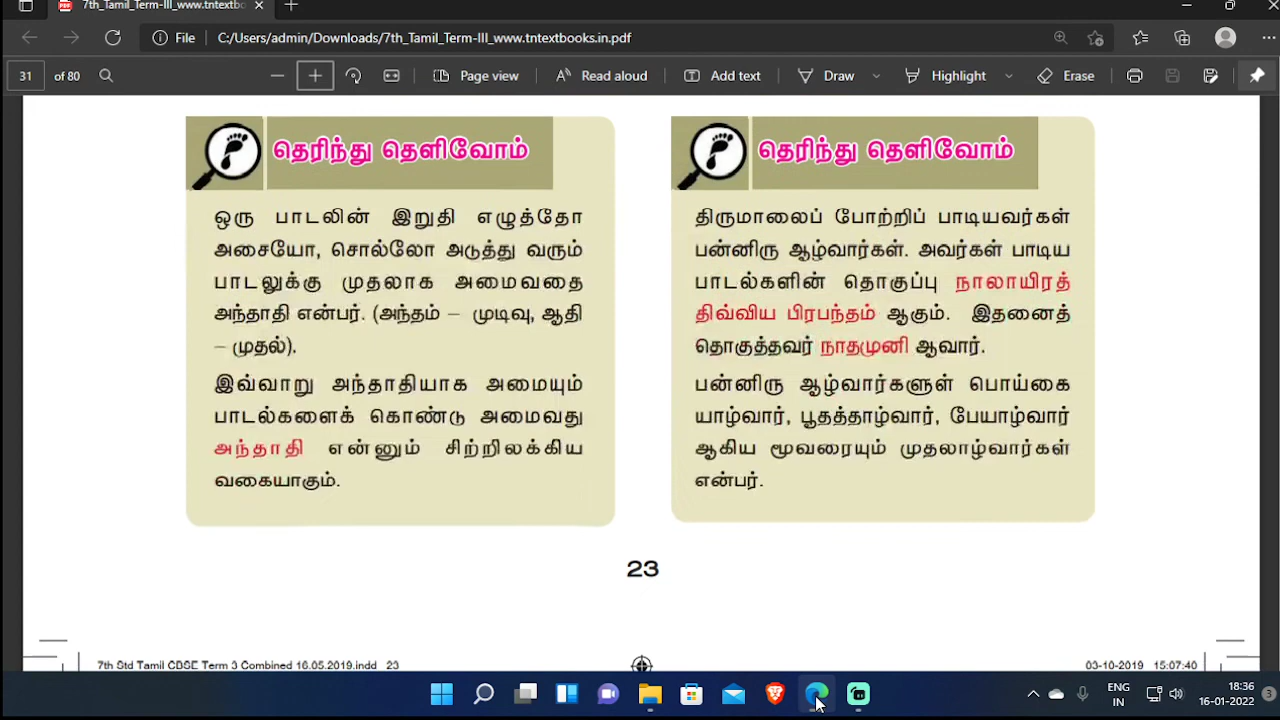 7th_Tamil_Term-III_www.tntextbo
File C:/Users/admin/Downloads/7th_Tamil_Term-III_www.tntextbooks.in.pdf
31 of 80 Page view Read aloud Add text Draw Highlight Erase
தெரிந்து தெளிவோம்
ஒரு பாடலின் இறுதி எழுத்தோ
அசையோ, சொல்லோ அடுத்து வரும்
பாடலுக்கு முதலாக அமைவதை
அந்தாதி என்பர். (அந்தம் – முடிவு, ஆதி
– முதல்).
இவ்வாறு அந்தாதியாக அமையும்
பாடல்களைக் கொண்டு அமைவது
அந்தாதி என்னும் சிற்றிலக்கிய
வகையாகும்.
தெரிந்து தெளிவோம்
திருமாலைப் போற்றிப் பாடியவர்கள்
பன்னிரு ஆழ்வார்கள். அவர்கள் பாடிய
பாடல்களின் தொகுப்பு நாலாயிரத்
திவ்விய பிரபந்தம் ஆகும். இதனைத்
தொகுத்தவர் நாதமுனி ஆவார்.
பன்னிரு ஆழ்வார்களுள் பொய்கை
யாழ்வார், பூதத்தாழ்வார், பேயாழ்வார்
ஆகிய மூவரையும் முதலாழ்வார்கள்
என்பர்.
23
7th Std Tamil CBSE Term 3 Combined 16.05.2019.indd 23 03-10-2019 15:07:40
ENG 18:36
IN 16-01-2022 3